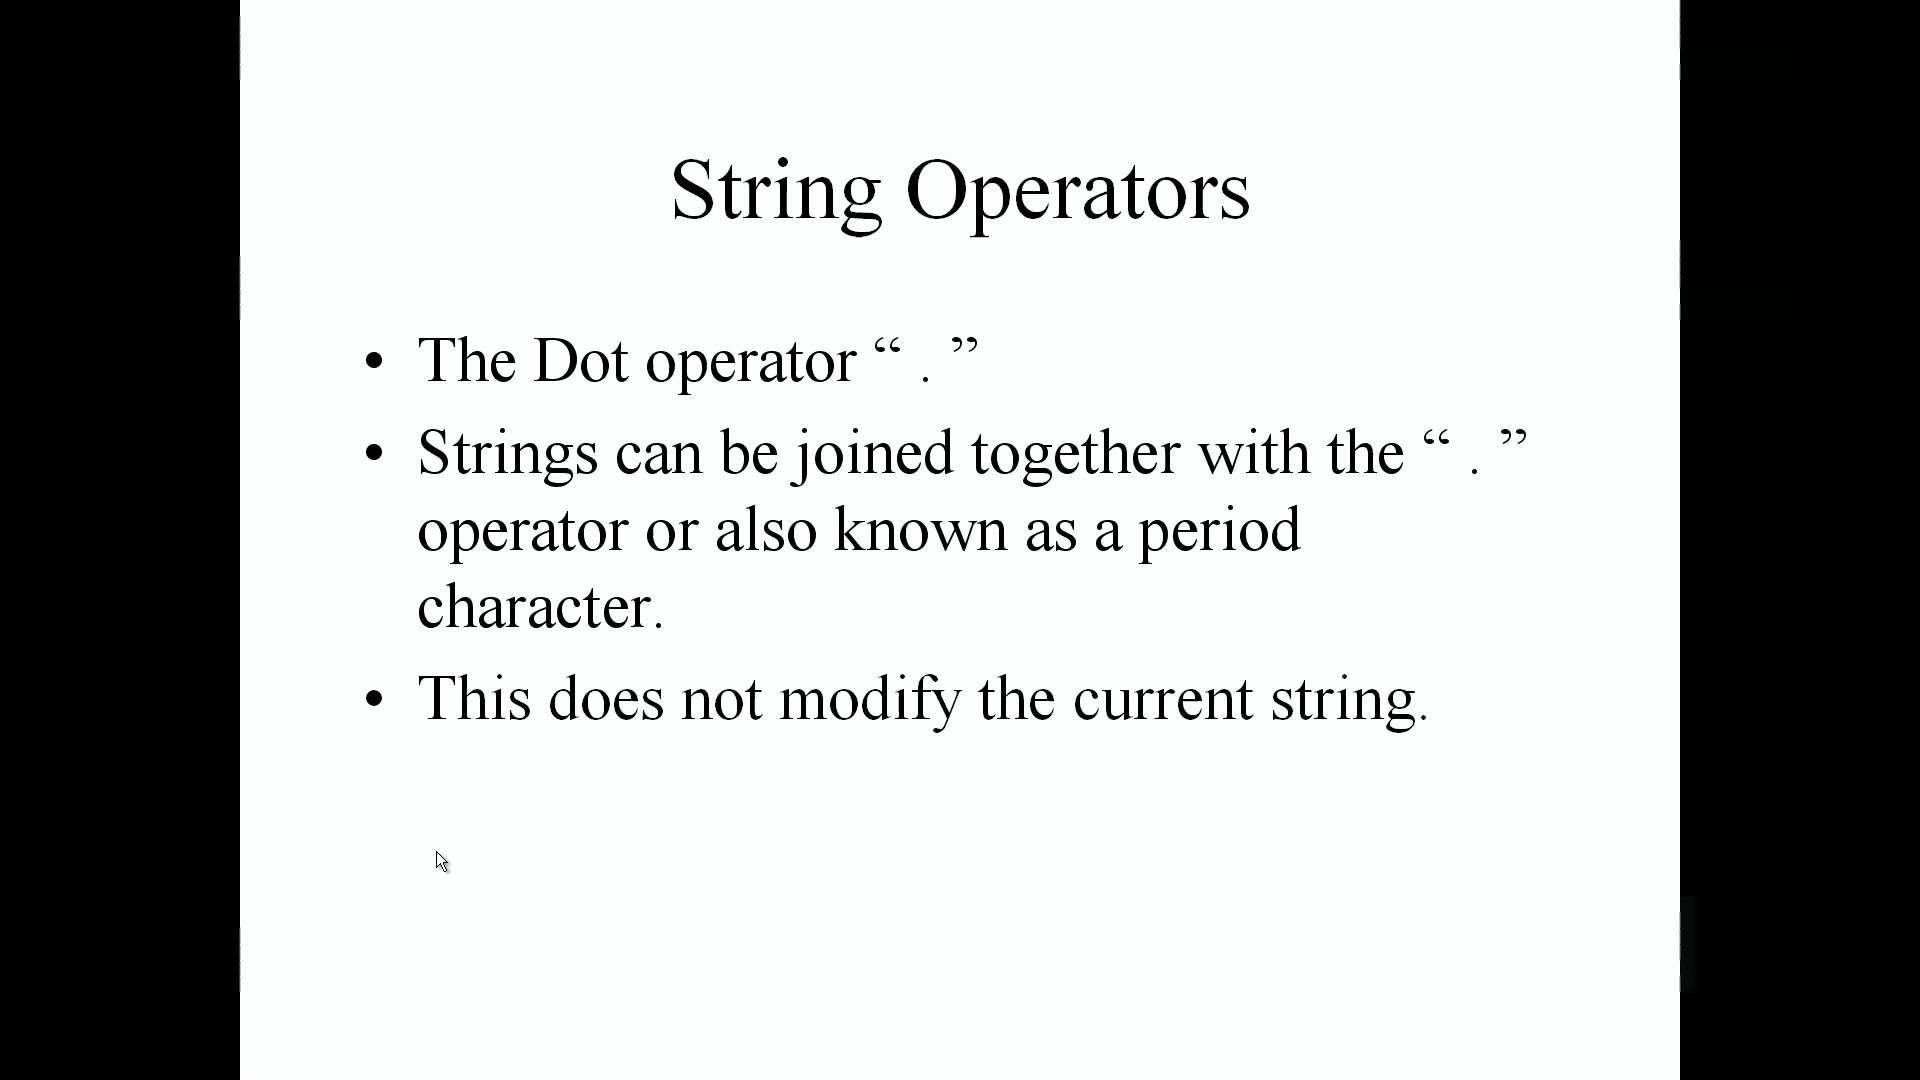 String Operators
• The Dot operator “ . ”
• Strings can be joined together with the “ . ”
operator or also known as a period
character.
• This does not modify the current string.